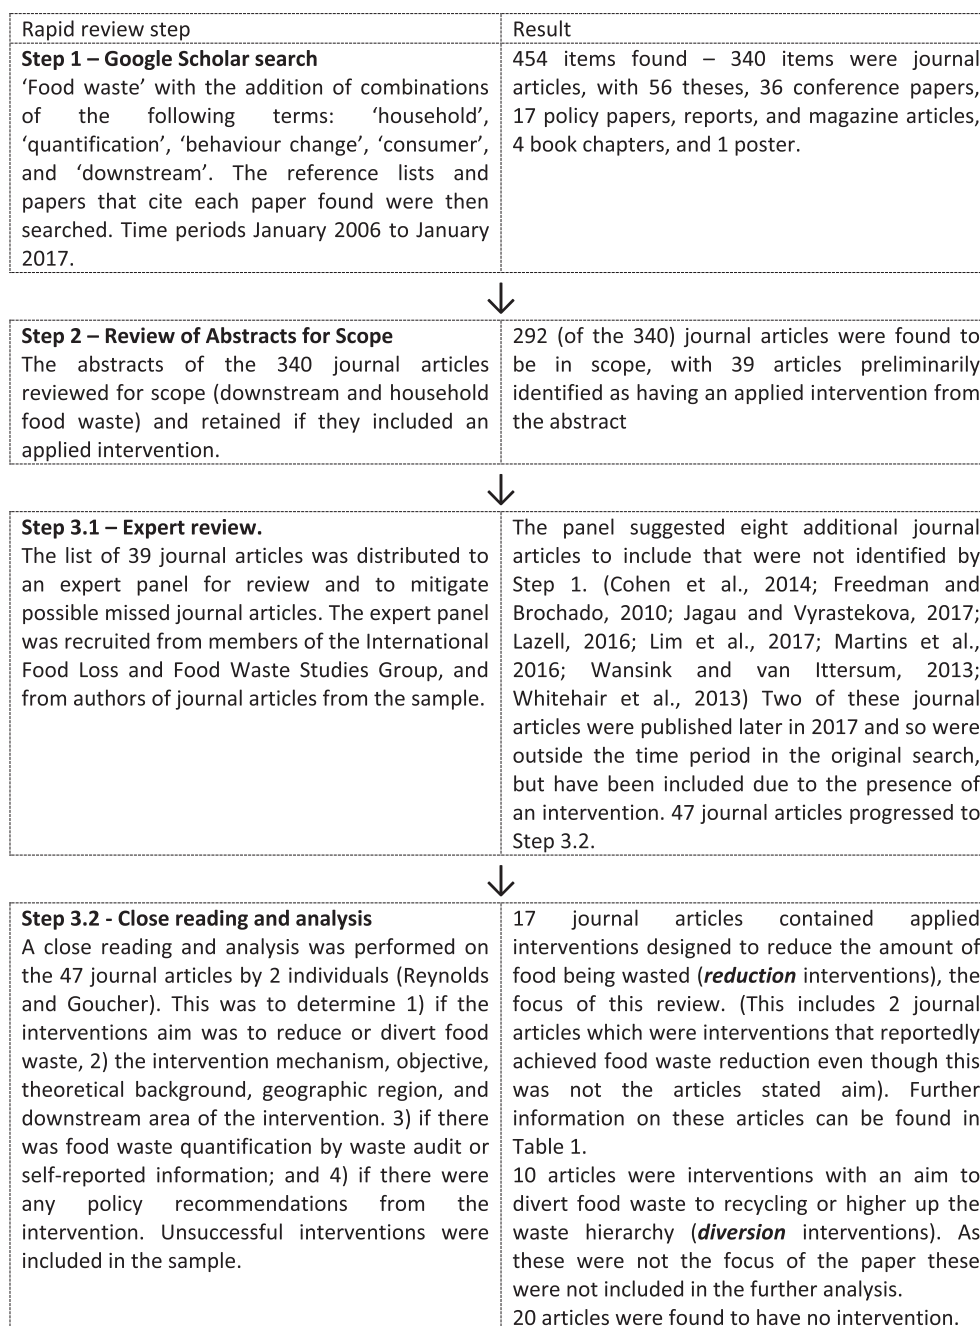 Rapid review step
Result
Step 1 – Google Scholar search
‘Food waste’ with the addition of combinations
of the following terms: ‘household’,
‘quantification’, ‘behaviour change’, ‘consumer’,
and ‘downstream’. The reference lists and
papers that cite each paper found were then
searched. Time periods January 2006 to January
2017.
454 items found – 340 items were journal
articles, with 56 theses, 36 conference papers,
17 policy papers, reports, and magazine articles,
4 book chapters, and 1 poster.
Step 2 – Review of Abstracts for Scope
The abstracts of the 340 journal articles
reviewed for scope (downstream and household
food waste) and retained if they included an
applied intervention.
292 (of the 340) journal articles were found to
be in scope, with 39 articles preliminarily
identified as having an applied intervention from
the abstract
Step 3.1 – Expert review.
The list of 39 journal articles was distributed to
an expert panel for review and to mitigate
possible missed journal articles. The expert panel
was recruited from members of the International
Food Loss and Food Waste Studies Group, and
from authors of journal articles from the sample.
The panel suggested eight additional journal
articles to include that were not identified by
Step 1. (Cohen et al., 2014; Freedman and
Brochado, 2010; Jagau and Vyrastekova, 2017;
Lazell, 2016; Lim et al., 2017; Martins et al.,
2016; Wansink and van Ittersum, 2013;
Whitehair et al., 2013) Two of these journal
articles were published later in 2017 and so were
outside the time period in the original search,
but have been included due to the presence of
an intervention. 47 journal articles progressed to
Step 3.2.
Step 3.2 - Close reading and analysis
A close reading and analysis was performed on
the 47 journal articles by 2 individuals (Reynolds
and Goucher). This was to determine 1) if the
interventions aim was to reduce or divert food
waste, 2) the intervention mechanism, objective,
theoretical background, geographic region, and
downstream area of the intervention. 3) if there
was food waste quantification by waste audit or
self-reported information; and 4) if there were
any policy recommendations from the
intervention. Unsuccessful interventions were
included in the sample.
17 journal articles contained applied
interventions designed to reduce the amount of
food being wasted (reduction interventions), the
focus of this review. (This includes 2 journal
articles which were interventions that reportedly
achieved food waste reduction even though this
was not the articles stated aim). Further
information on these articles can be found in
Table 1.
10 articles were interventions with an aim to
divert food waste to recycling or higher up the
waste hierarchy (diversion interventions). As
these were not the focus of the paper these
were not included in the further analysis.
20 articles were found to have no intervention.